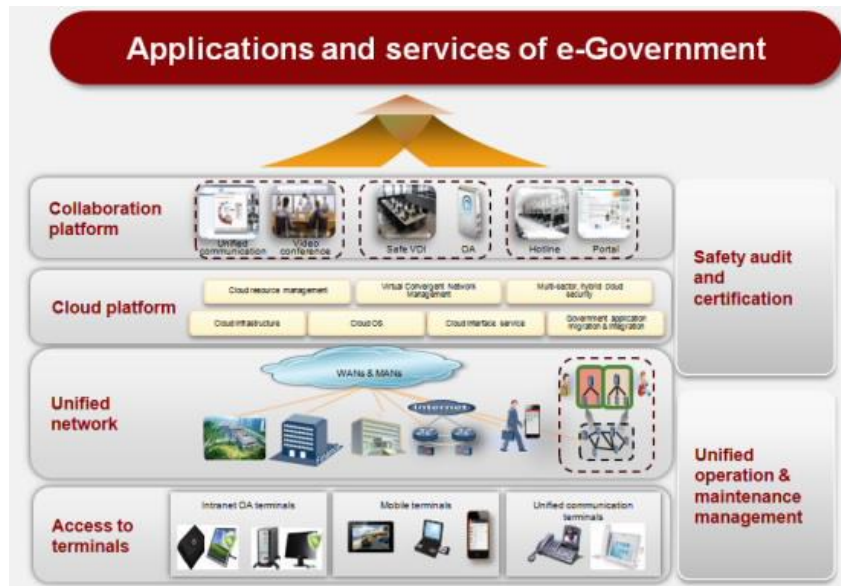 Applications and services of e-Government
Collaboration
platform
Unified
communication
Video
conference
Safe VDI
OA
Hotline
Portal
Safety audit
and
certification
Cloud platform
Cloud resource management
Virtual Convergent Network
Management
Multi-sector, hybrid cloud
security
Cloud infrastructure
Cloud OS
Cloud interface service
Government application
migration & integration
Unified
network
WANs & MANs
Internet
Unified
operation &
maintenance
management
Access to
terminals
Intranet OA terminals
Mobile terminals
Unified communication
terminals